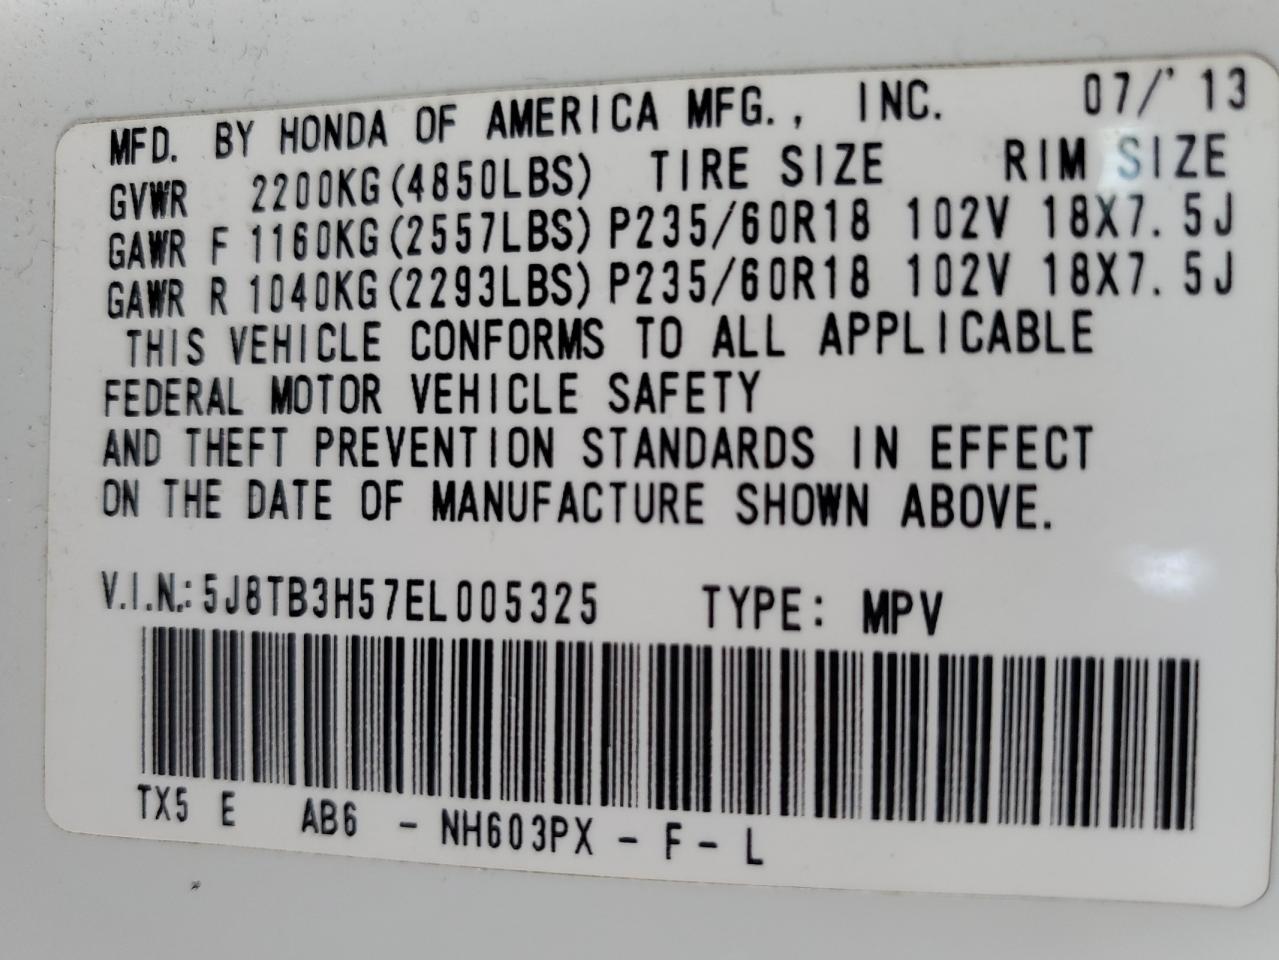 MFD. BY HONDA OF AMERICA MFG., INC. 07/'13
GVWR 2200KG(4850LBS) TIRE SIZE RIM SIZE
GAWR F 1160KG(2557LBS) P235/60R18 102V 18X7.5J
GAWR R 1040KG(2293LBS) P235/60R18 102V 18X7.5J
THIS VEHICLE CONFORMS TO ALL APPLICABLE
FEDERAL MOTOR VEHICLE SAFETY
AND THEFT PREVENTION STANDARDS IN EFFECT
ON THE DATE OF MANUFACTURE SHOWN ABOVE.
V.I.N.: 5J8TB3H57EL005325 TYPE: MPV
TX5 E AB6 - NH603PX - F - L